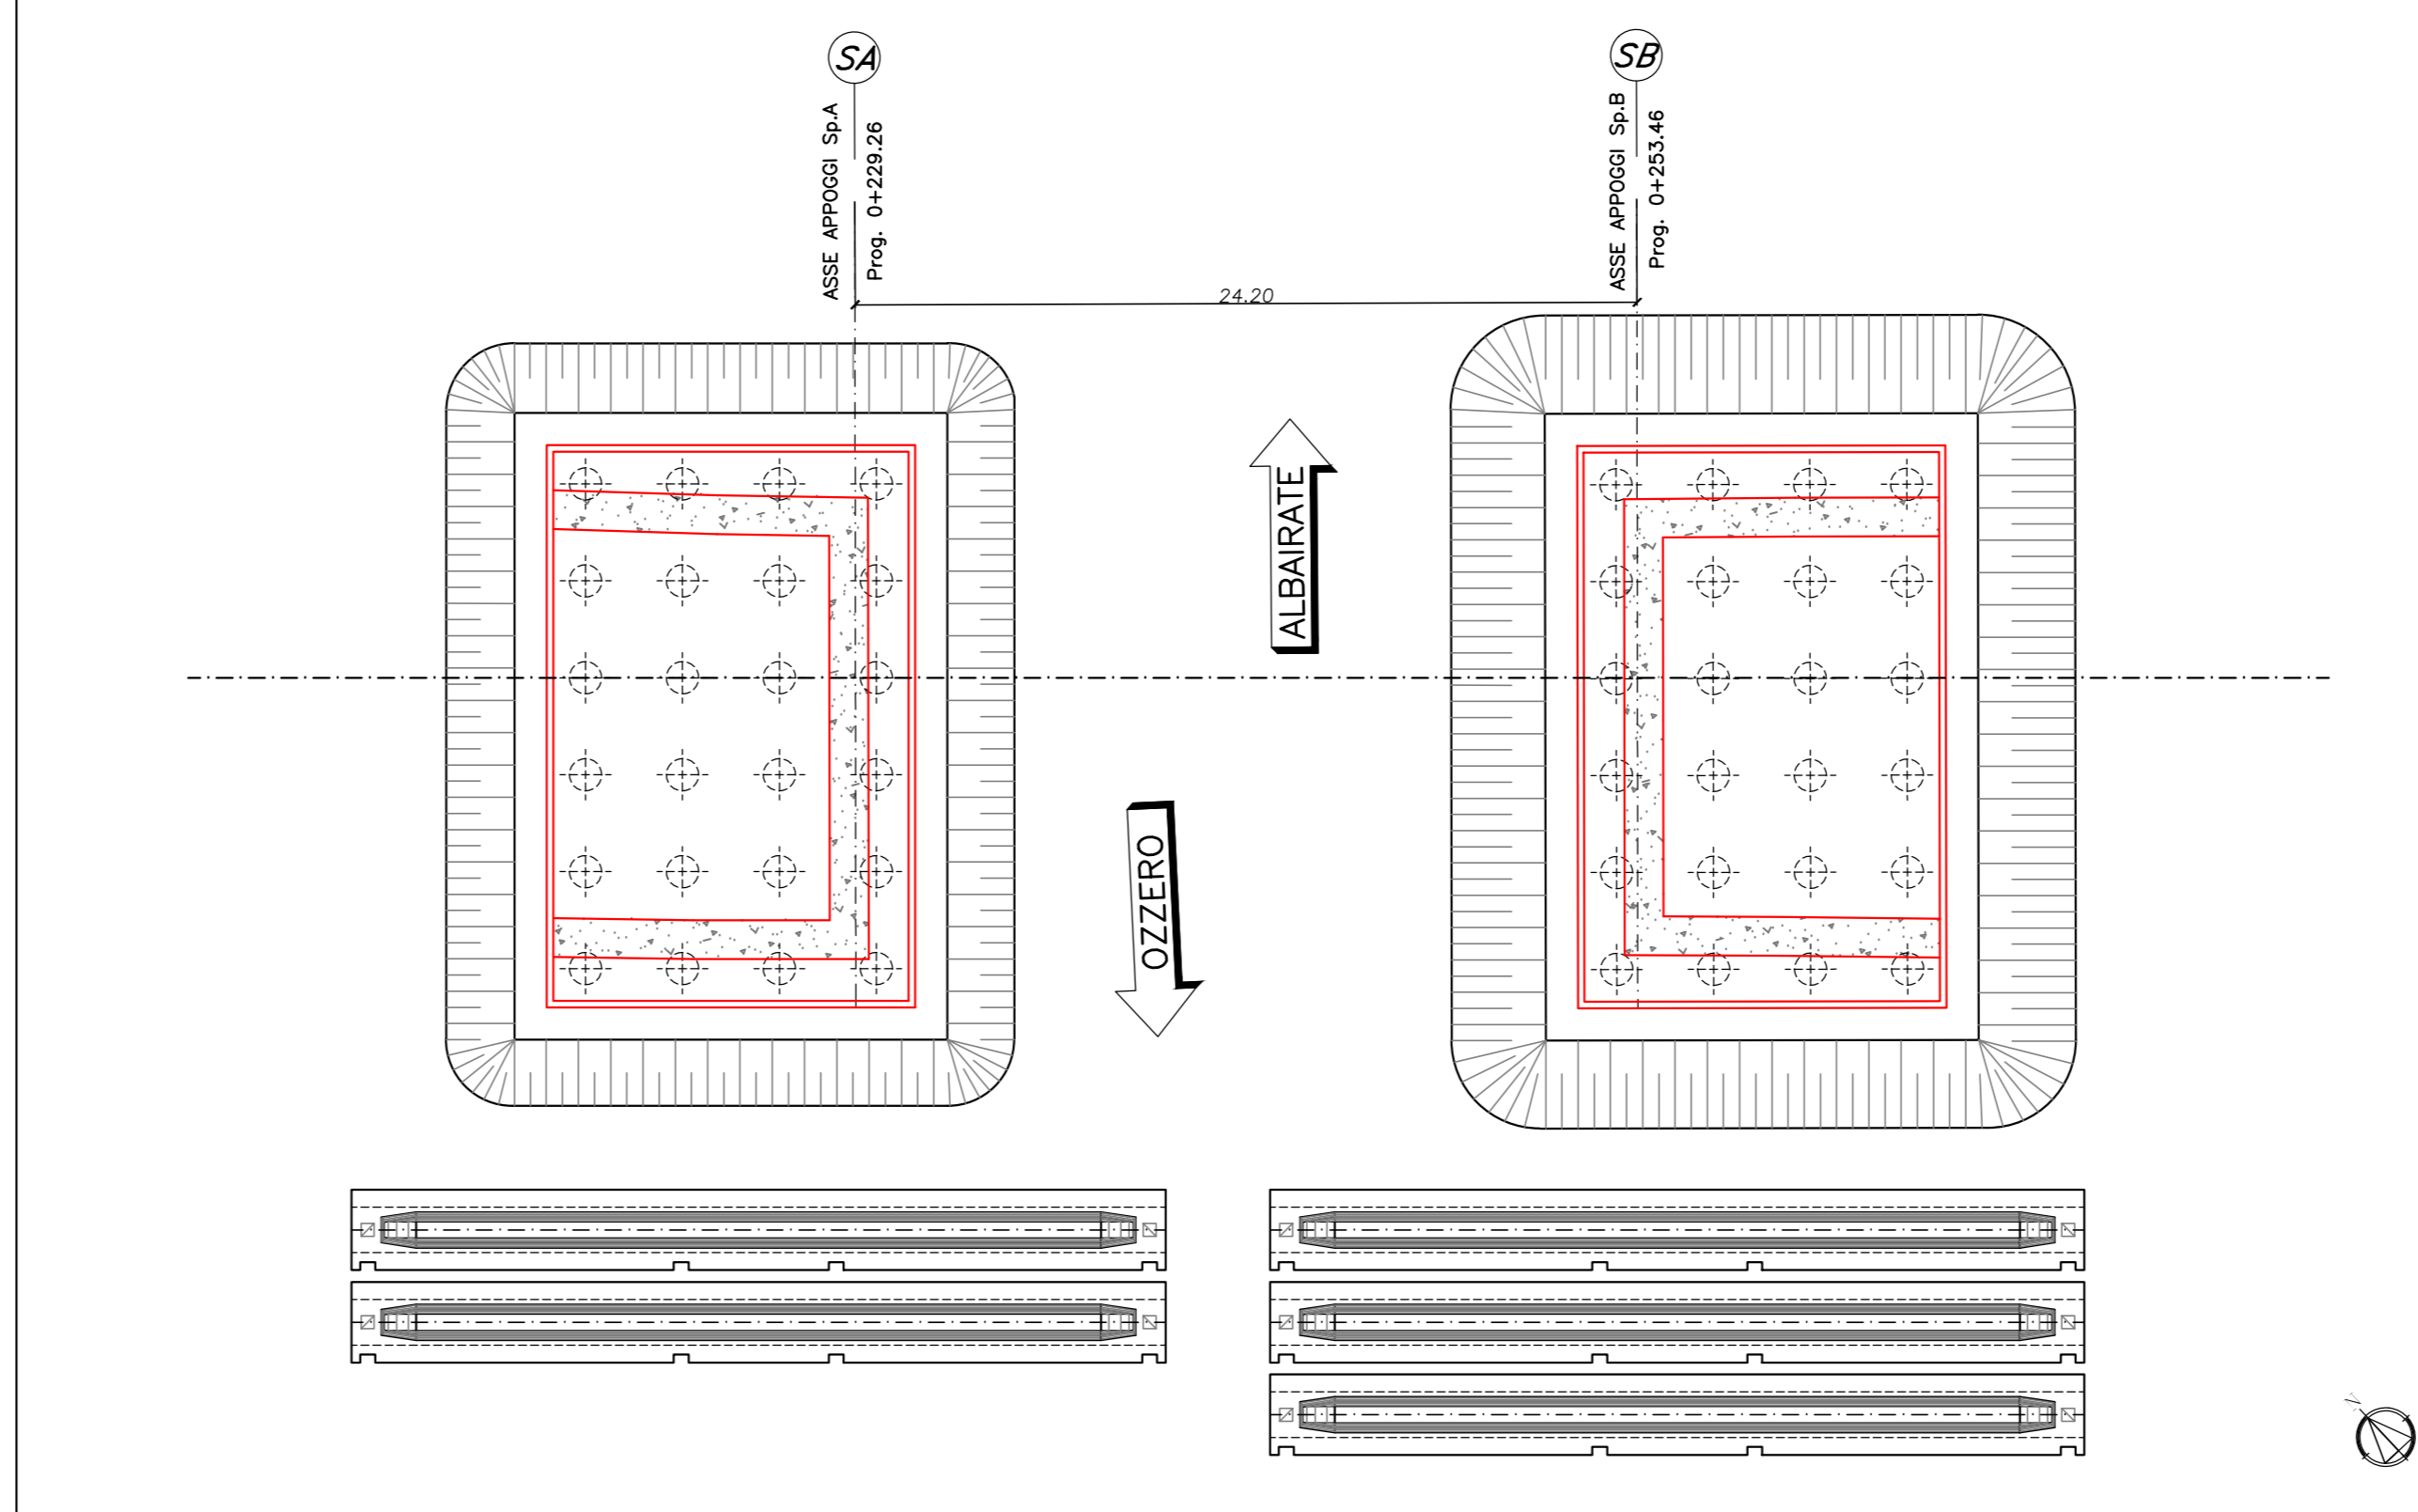 SA
SB
ASSE APPOGGI Sp.A
Prog. 0+229.26
ASSE APPOGGI Sp.B
Prog. 0+253.46
24.20
ALBAIRATE
OZZERO
N